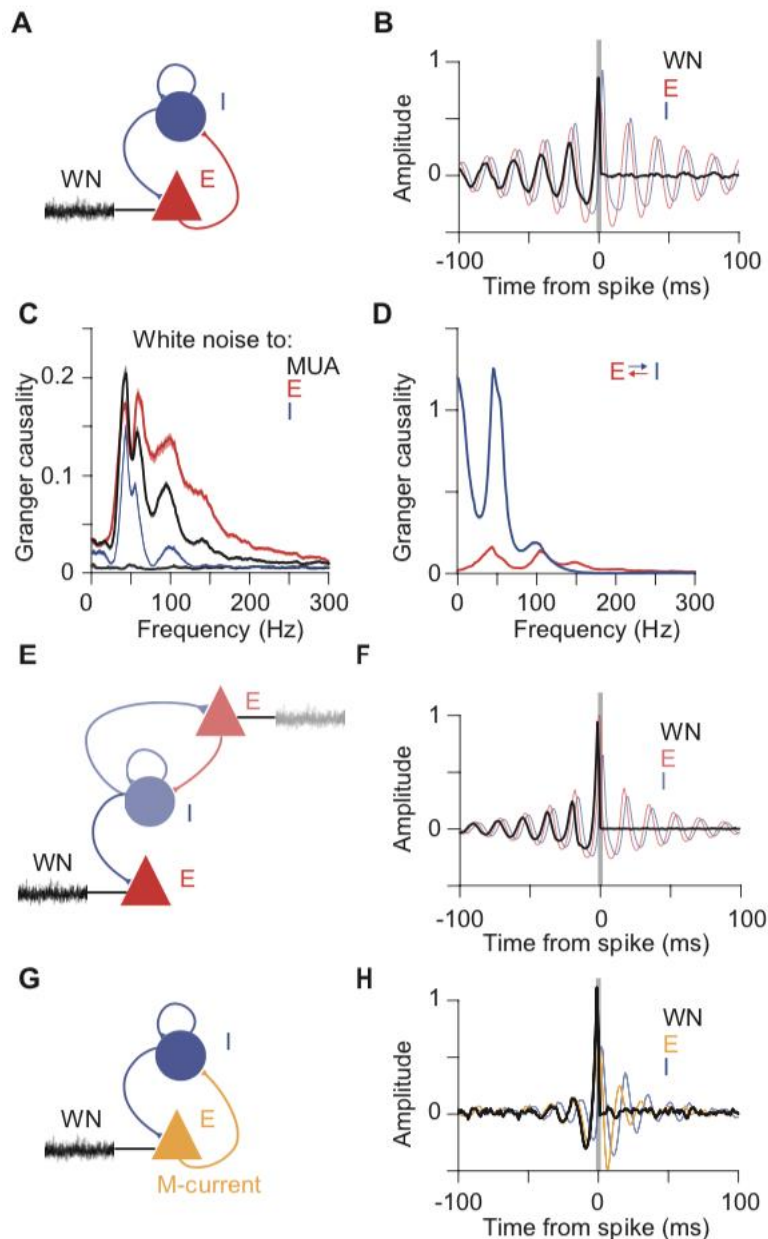 A
I
E
WN
B
1
0
Amplitude
WN
E
I
-100 0 100
Time from spike (ms)
C
White noise to:
MUA
E
I
0.2
0.1
0
Granger causality
0 100 200 300
Frequency (Hz)
D
E I
1
0
Granger causality
0 100 200 300
Frequency (Hz)
E
E
I
E
WN
F
1
0
Amplitude
WN
E
I
-100 0 100
Time from spike (ms)
G
I
E
WN
M-current
H
1
0
Amplitude
WN
E
I
-100 0 100
Time from spike (ms)